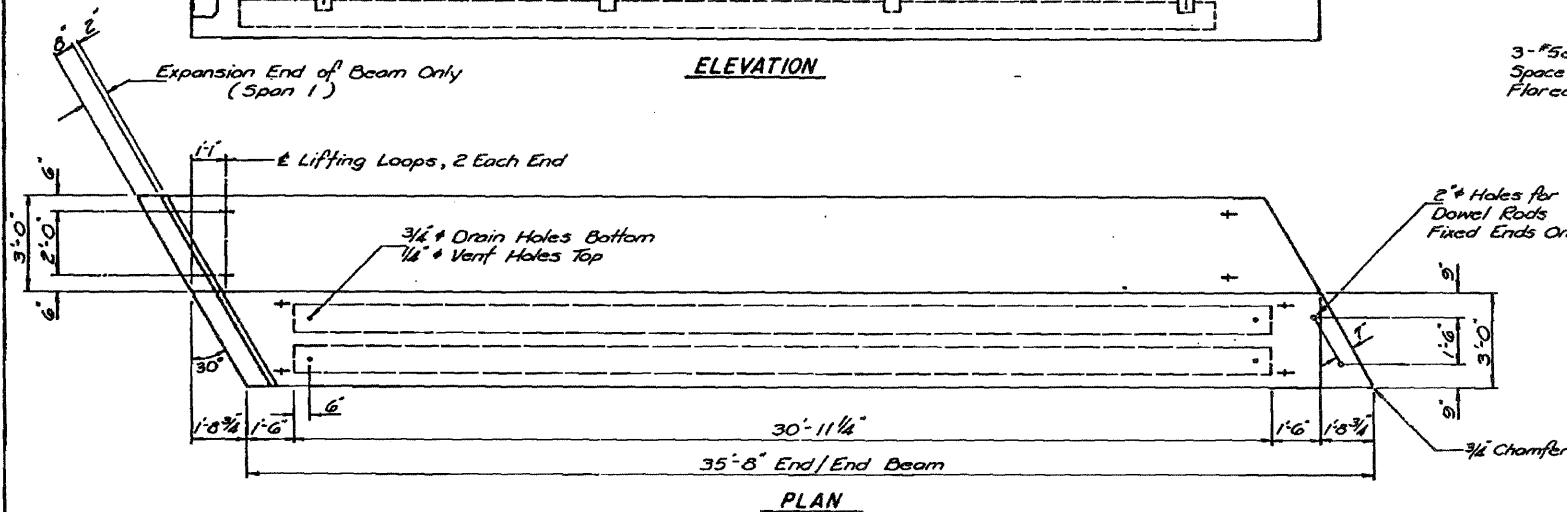 ELEVATION
3-#5
Space
Flared
8"
2"
Expansion End of Beam Only
(Span 1)
1'-1"
℄ Lifting Loops, 2 Each End
6"
3'-0"
2'-0"
6"
3/4" ϕ Drain Holes Bottom
1/4" ϕ Vent Holes Top
2" ϕ Holes for
Dowel Rods
Fixed Ends
9"
7"
1'-6"
3'-0"
9"
30°
6"
1'-8 3/4"
1'-6"
30'-11 1/4"
1'-6"
1'-8 3/4"
3/4" Chamfer
35'-8" End/End Beam
PLAN